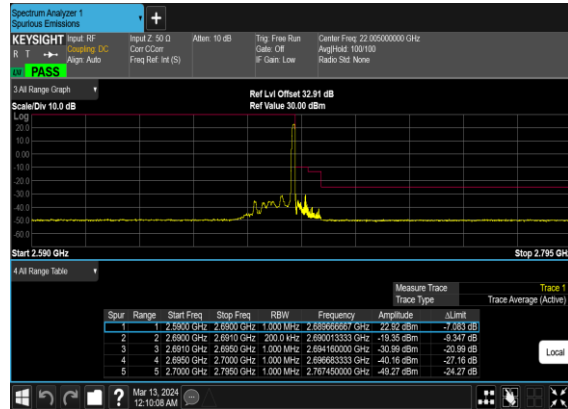 Spectrum Analyzer 1
Spurious Emissions
KEYSIGHT Input: RF Input Z: 50 Ω Atten: 10 dB Trig: Free Run Center Freq: 22.005000000 GHz
R T Coupling: DC Corr CCorr Gate: Off Avg|Hold: 100/100
Align: Auto Freq Ref: Int (S) IF Gain: Low Radio Std: None
LW PASS
3 All Range Graph Ref Lvl Offset 32.91 dB
Scale/Div 10.0 dB Ref Value 30.00 dBm
Log
20.0
10.0
0.00
-10.0
-20.0
-30.0
-40.0
-50.0
-60.0
Start 2.590 GHz Stop 2.795 GHz
4 All Range Table
Measure Trace Trace 1
Trace Type Trace Average (Active)
Spur Range Start Freq Stop Freq RBW Frequency Amplitude ΔLimit
1 1 2.5900 GHz 2.6900 GHz 1.000 MHz 2.689666667 GHz 22.92 dBm -7.083 dB
2 2 2.6900 GHz 2.6910 GHz 200.0 kHz 2.690013333 GHz -19.35 dBm -9.347 dB
3 3 2.6910 GHz 2.6950 GHz 1.000 MHz 2.694160000 GHz -30.99 dBm -20.99 dB
4 4 2.6950 GHz 2.7000 GHz 1.000 MHz 2.696683333 GHz -40.16 dBm -27.16 dB
5 5 2.7000 GHz 2.7950 GHz 1.000 MHz 2.767450000 GHz -49.27 dBm -24.27 dB
Local
Mar 13, 2024
12:10:08 AM